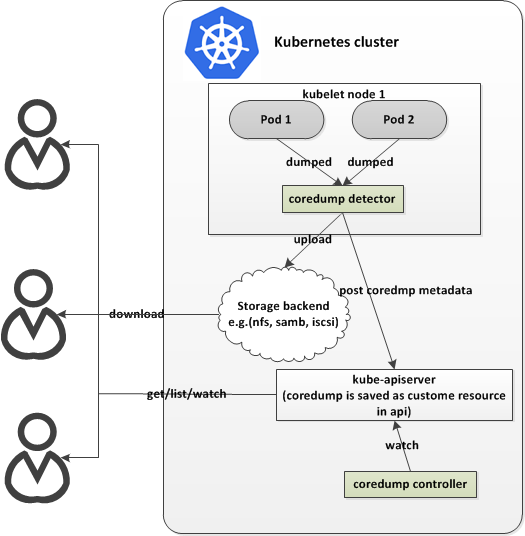 Kubernetes cluster
kubelet node 1
Pod 1
Pod 2
dumped
dumped
coredump detector
upload
Storage backend
e.g.(nfs, samb, iscsi)
post coredmp metadata
download
kube-apiserver
(coredump is saved as custome resource
in api)
get/list/watch
watch
coredump controller